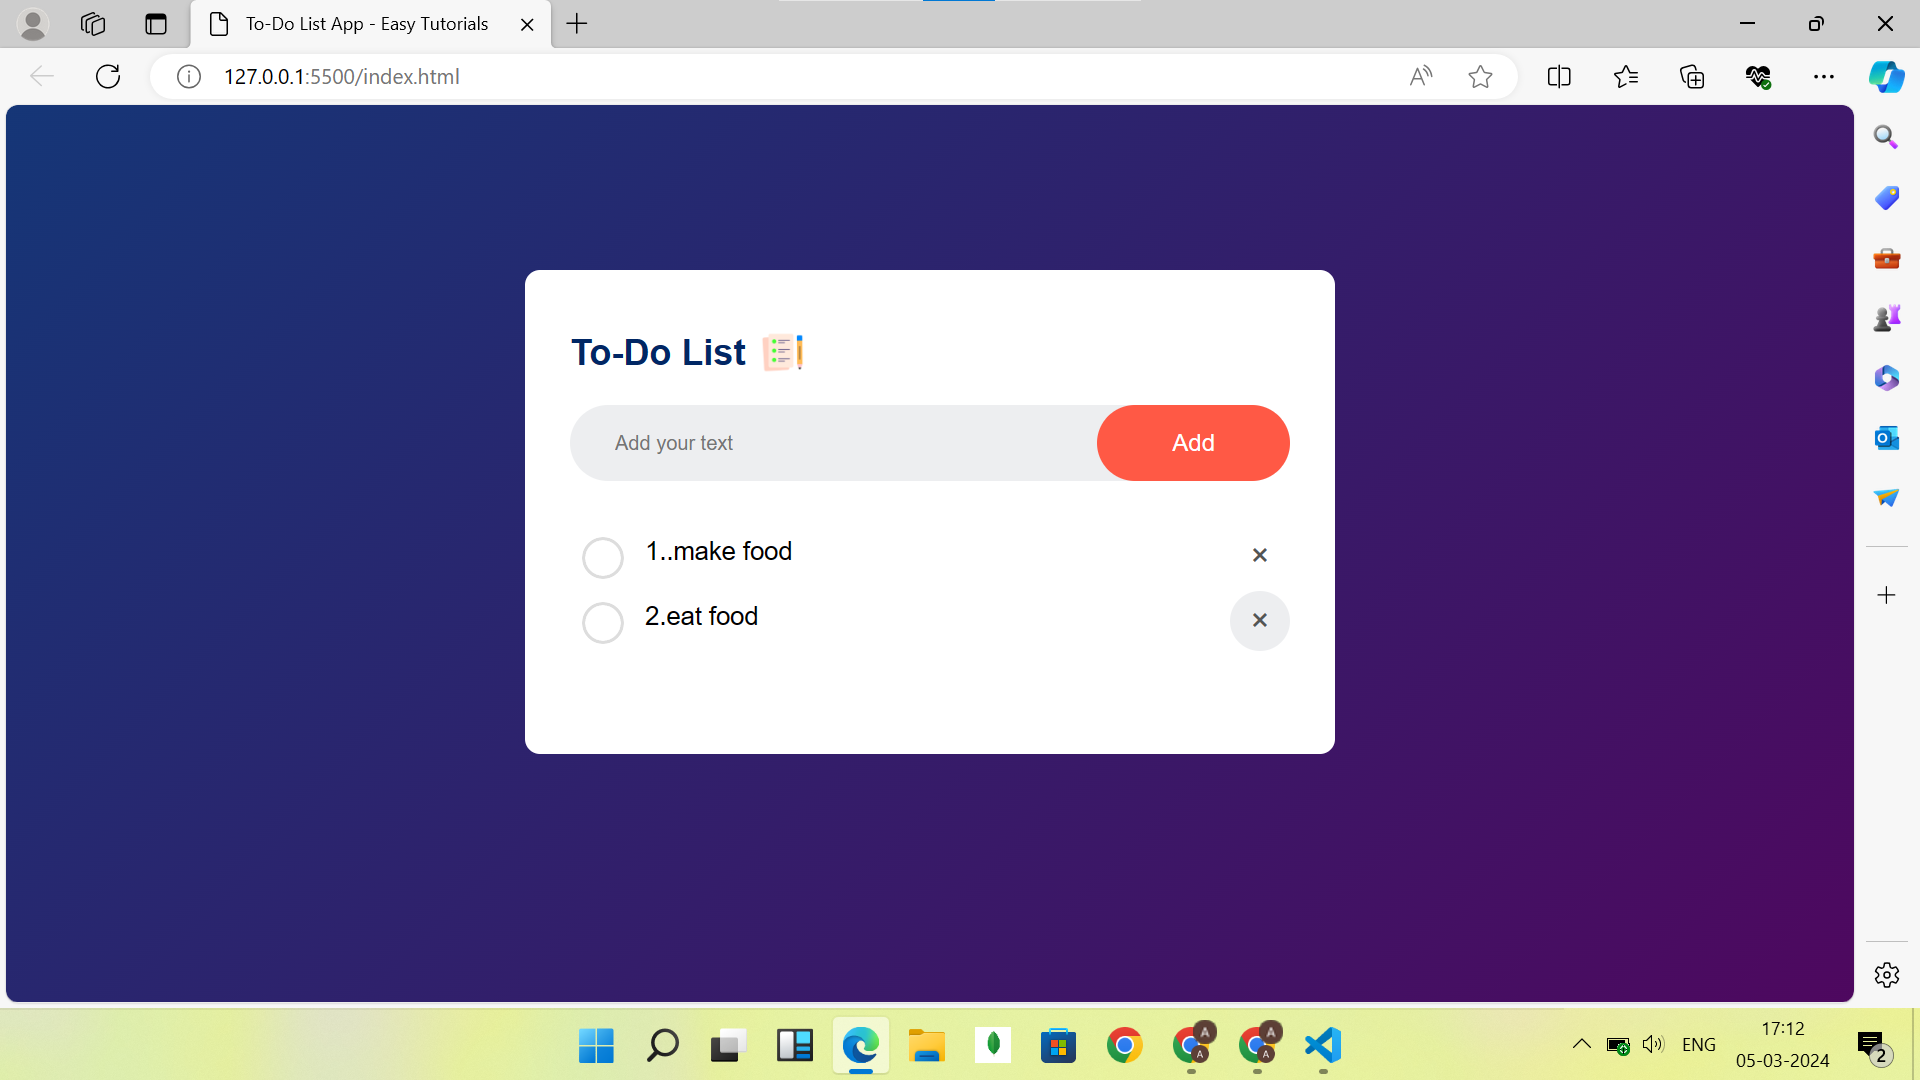 To-Do List App - Easy Tutorials
127.0.0.1:5500/index.html
To-Do List
Add your text
Add
1..make food
2.eat food
ENG
17:12
05-03-2024
2
A
A
A
A